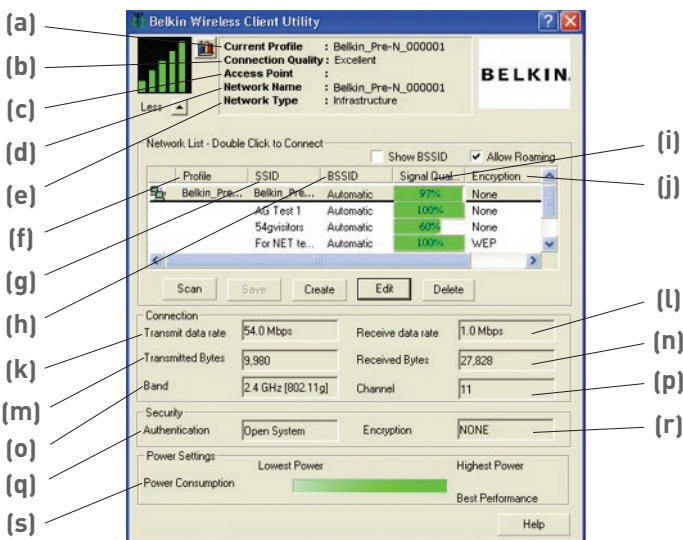 Belkin Wireless Client Utility
(a)
Current Profile : Belkin_Pre-N_000001
(b)
Connection Quality : Excellent
(c)
Access Point :
(d)
Network Name : Belkin_Pre-N_000001
(e)
Network Type : Infrastructure
BELKIN.
Less
Network List - Double Click to Connect
Show BSSID Allow Roaming
(i)
Profile SSID BSSID Signal Qual... Encryption
(j)
Belkin_Pre... Belkin_Pre... Automatic 97% None
(f)
AG Test 1 Automatic 100% None
54gvisitors Automatic 60% None
For NET te... Automatic 100% WEP
(g)
Scan Save Create Edit Delete
(h)
Connection
(k)
Transmit data rate 54.0 Mbps Receive data rate 1.0 Mbps
(l)
(m)
Transmitted Bytes 9,980 Received Bytes 27,828
(n)
(o)
Band 2.4 GHz [802.11g] Channel 11
(p)
Security
(q)
Authentication Open System Encryption NONE
(r)
Power Settings
Lowest Power Highest Power
(s)
Power Consumption
Best Performance
Help